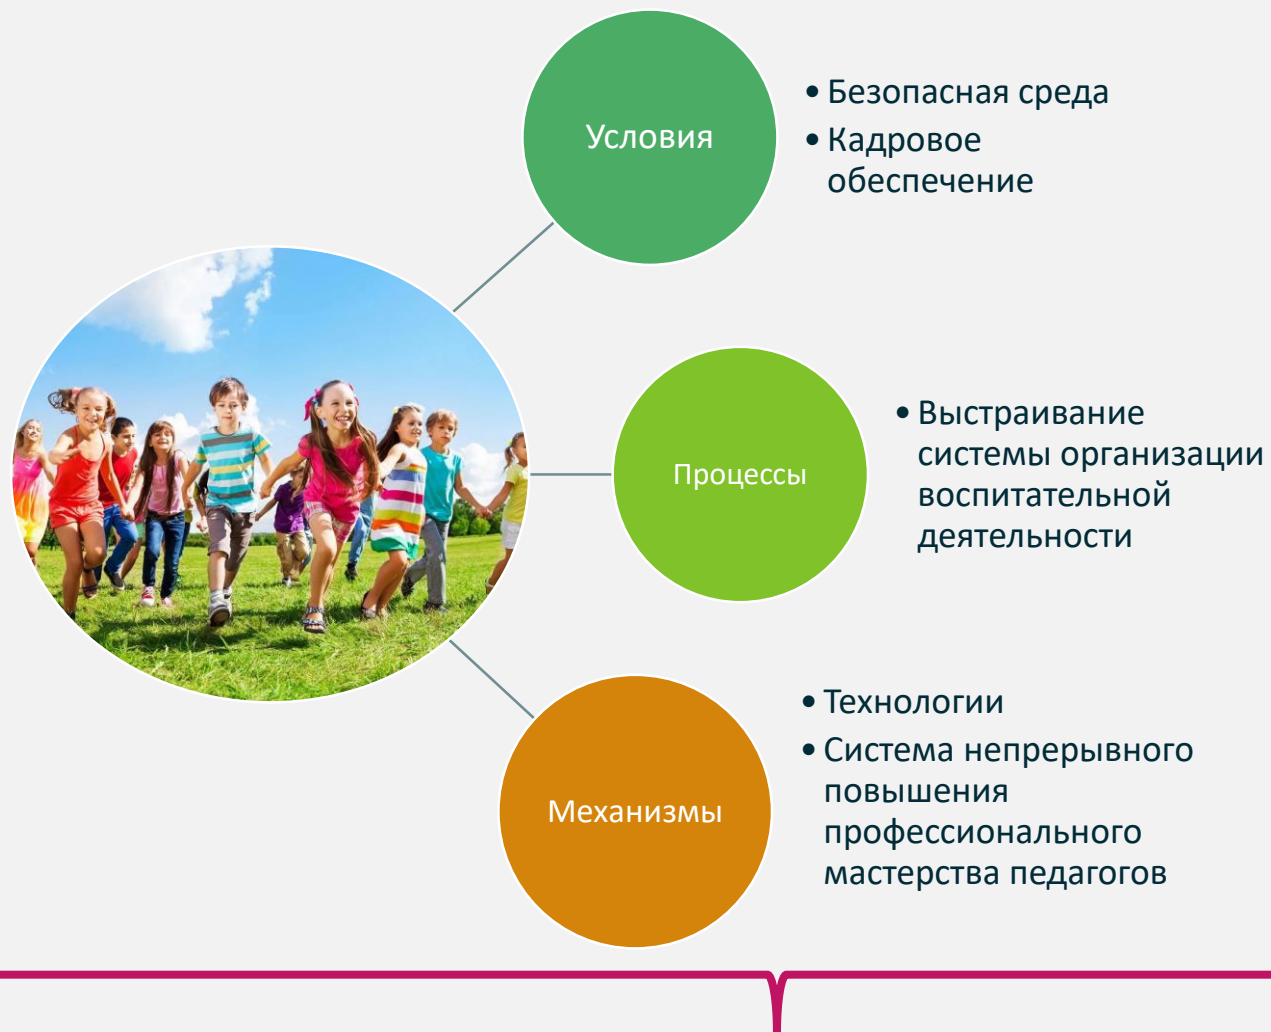 Условия
• Безопасная среда
• Кадровое
обеспечение
Процессы
• Выстраивание
системы организации
воспитательной
деятельности
Механизмы
• Технологии
• Система непрерывного
повышения
профессионального
мастерства педагогов